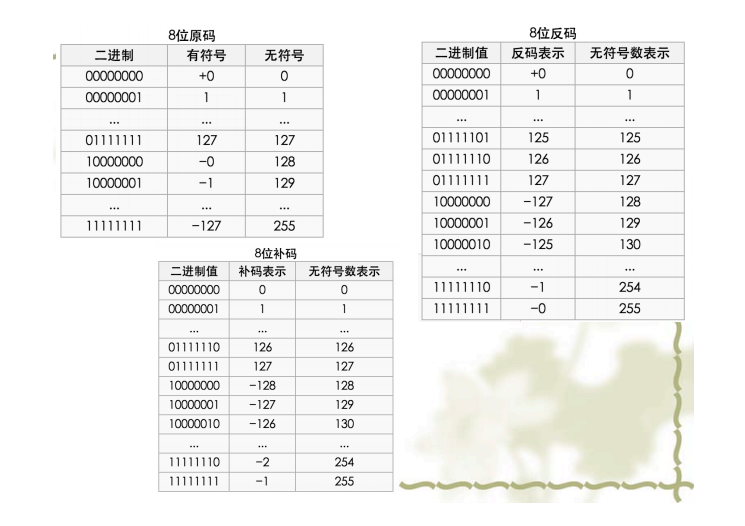 8位原码
二进制 有符号 无符号
00000000 +0 0
00000001 1 1
... ... ...
01111111 127 127
10000000 −0 128
10000001 −1 129
... ... ...
11111111 −127 255
8位反码
二进制值 反码表示 无符号数表示
00000000 +0 0
00000001 1 1
... ... ...
01111101 125 125
01111110 126 126
01111111 127 127
10000000 −127 128
10000001 −126 129
10000010 −125 130
... ... ...
11111110 −1 254
11111111 −0 255
8位补码
二进制值 补码表示 无符号数表示
00000000 0 0
00000001 1 1
... ... ...
01111110 126 126
01111111 127 127
10000000 −128 128
10000001 −127 129
10000010 −126 130
... ... ...
11111110 −2 254
11111111 −1 255